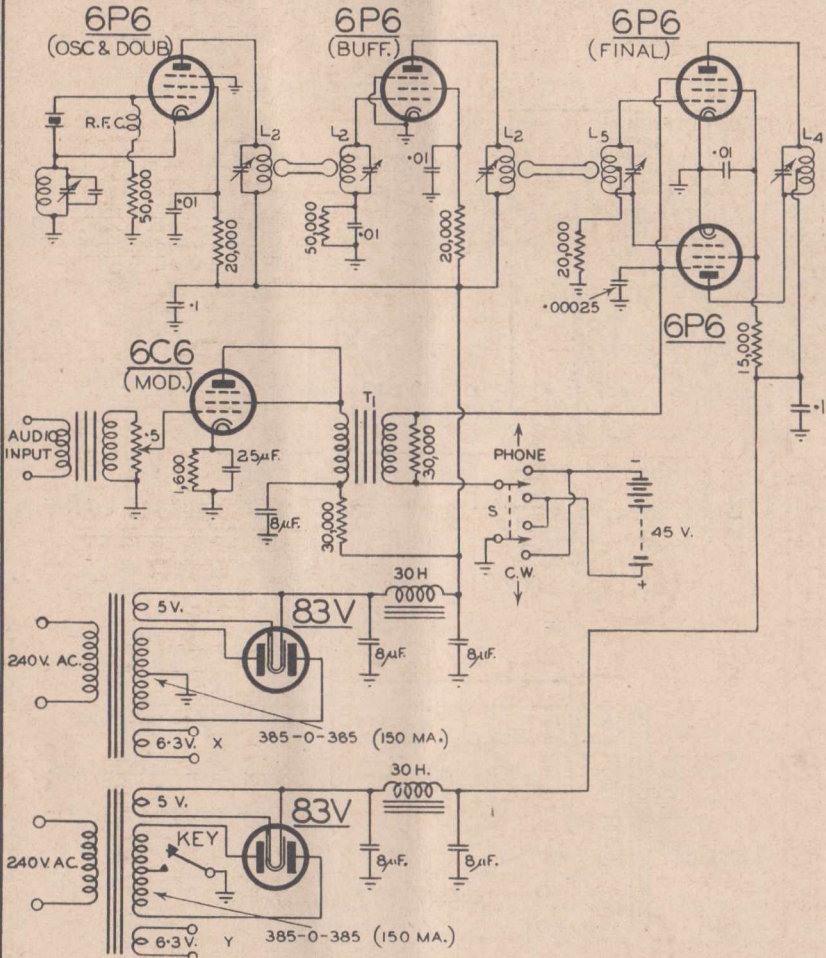 6P6
(OSC & DOUB)
6P6
(BUFF.)
6P6
(FINAL)
R.F.C.
50,000
.01
20,000
L2
L2
50,000
.01
.01
20,000
L2
L5
20,000
.00025
.01
L4
6P6
15,000
.1
.1
6C6
(MOD.)
AUDIO
INPUT
.5
1,600
25µF.
8µF.
T1
30,000
30,000
PHONE
S
C.W.
-
45 V.
+
240V. AC.
5V.
83V
30H
8µF.
8µF.
6.3V. X
385-0-385 (150 MA.)
240V. AC.
5V.
KEY
83V
30H.
8µF.
8µF.
6.3V. Y
385-0-385 (150 MA.)